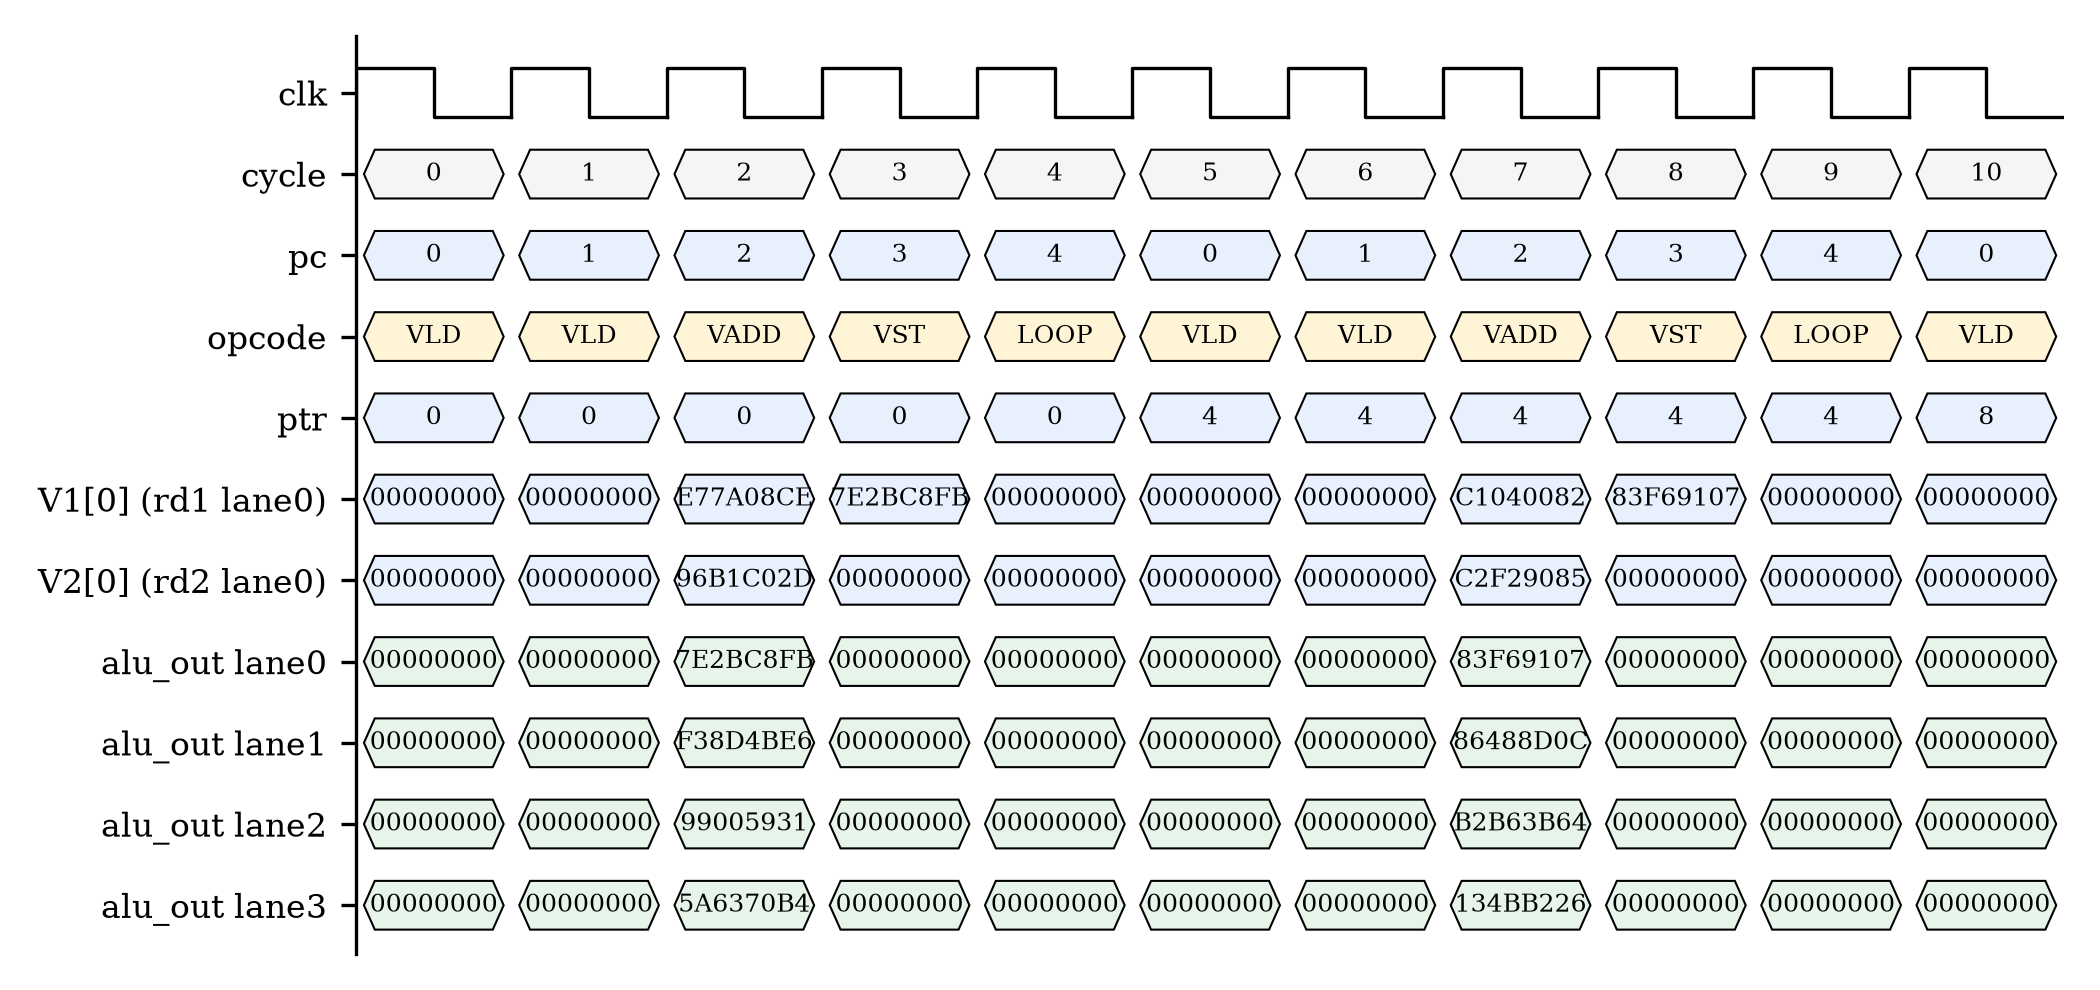 clk
cycle 0 1 2 3 4 5 6 7 8 9 10
pc 0 1 2 3 4 0 1 2 3 4 0
opcode VLD VLD VADD VST LOOP VLD VLD VADD VST LOOP VLD
ptr 0 0 0 0 0 4 4 4 4 4 8
V1[0] (rd1 lane0) 00000000 00000000 E77A08CE 7E2BC8FB 00000000 00000000 00000000 C1040082 83F69107 00000000 00000000
V2[0] (rd2 lane0) 00000000 00000000 96B1C02D 00000000 00000000 00000000 00000000 C2F29085 00000000 00000000 00000000
alu_out lane0 00000000 00000000 7E2BC8FB 00000000 00000000 00000000 00000000 83F69107 00000000 00000000 00000000
alu_out lane1 00000000 00000000 F38D4BE6 00000000 00000000 00000000 00000000 86488D0C 00000000 00000000 00000000
alu_out lane2 00000000 00000000 99005931 00000000 00000000 00000000 00000000 B2B63B64 00000000 00000000 00000000
alu_out lane3 00000000 00000000 5A6370B4 00000000 00000000 00000000 00000000 134BB226 00000000 00000000 00000000